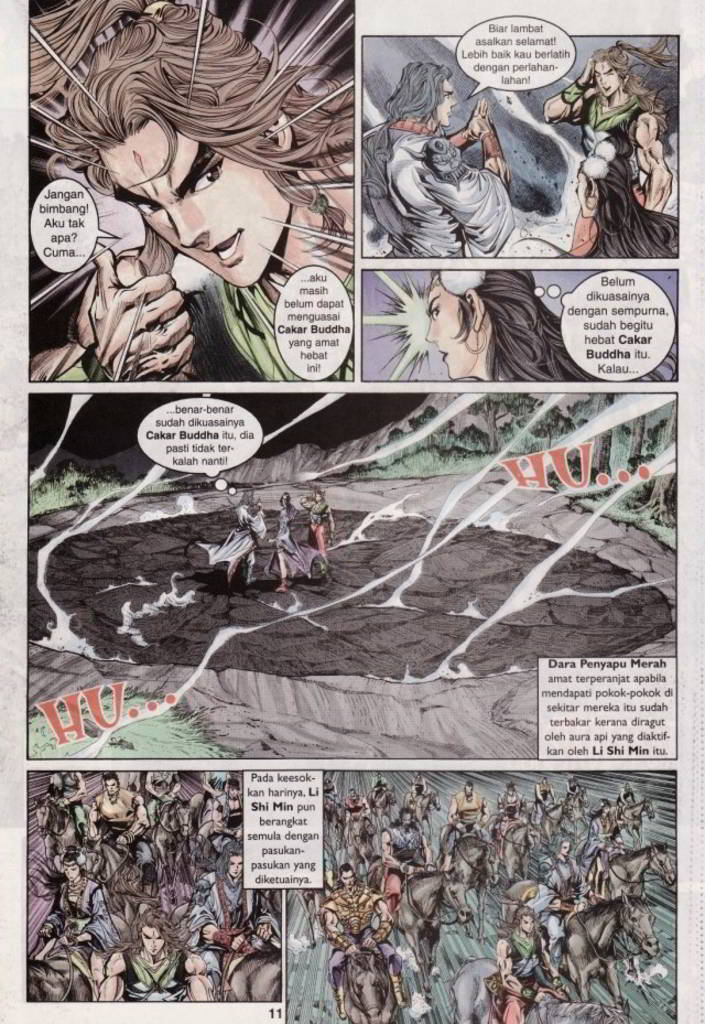 Jangan
bimbang!
Aku tak
apa?
Cuma...
...aku
masih
belum dapat
menguasai
Cakar Buddha
yang amat
hebat
ini!
Biar lambat
asalkan selamat!
Lebih baik kau berlatih
dengan perlahan-
lahan!
Belum
dikuasainya
dengan sempurna,
sudah begitu
hebat Cakar
Buddha itu.
Kalau...
...benar-benar
sudah dikuasainya
Cakar Buddha itu, dia
pasti tidak ter-
kalah nanti!
HU...
HU...
Dara Penyapu Merah
amat terperanjat apabila
mendapati pokok-pokok di
sekitar mereka itu sudah
terbakar kerana diragut
oleh aura api yang diaktif-
kan oleh Li Shi Min itu.
Pada keesok-
kan harinya, Li
Shi Min pun
berangkat
semula dengan
pasukan-
pasukan yang
diketuainya.
11